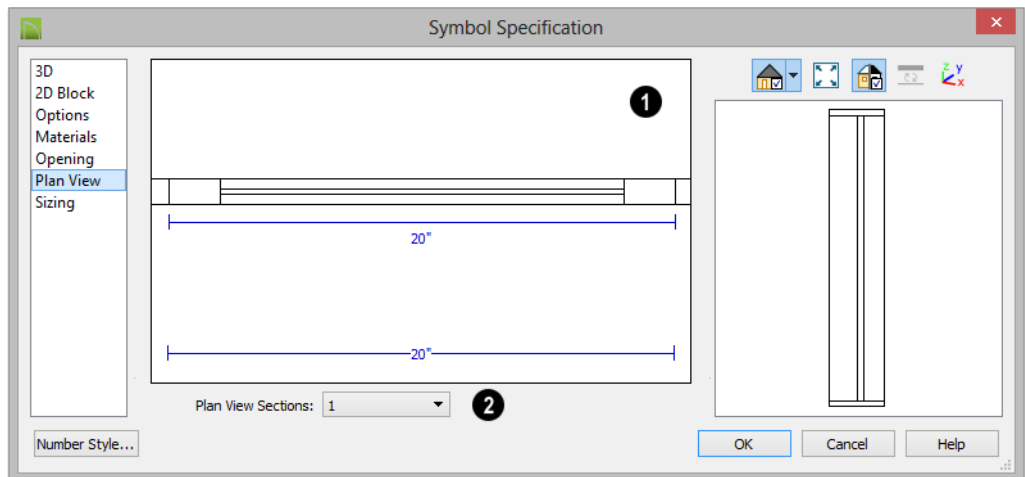 Symbol Specification
3D
2D Block
Options
Materials
Opening
Plan View
Sizing
1
20"
20"
Plan View Sections: 1
2
z y
x
Number Style...
OK
Cancel
Help